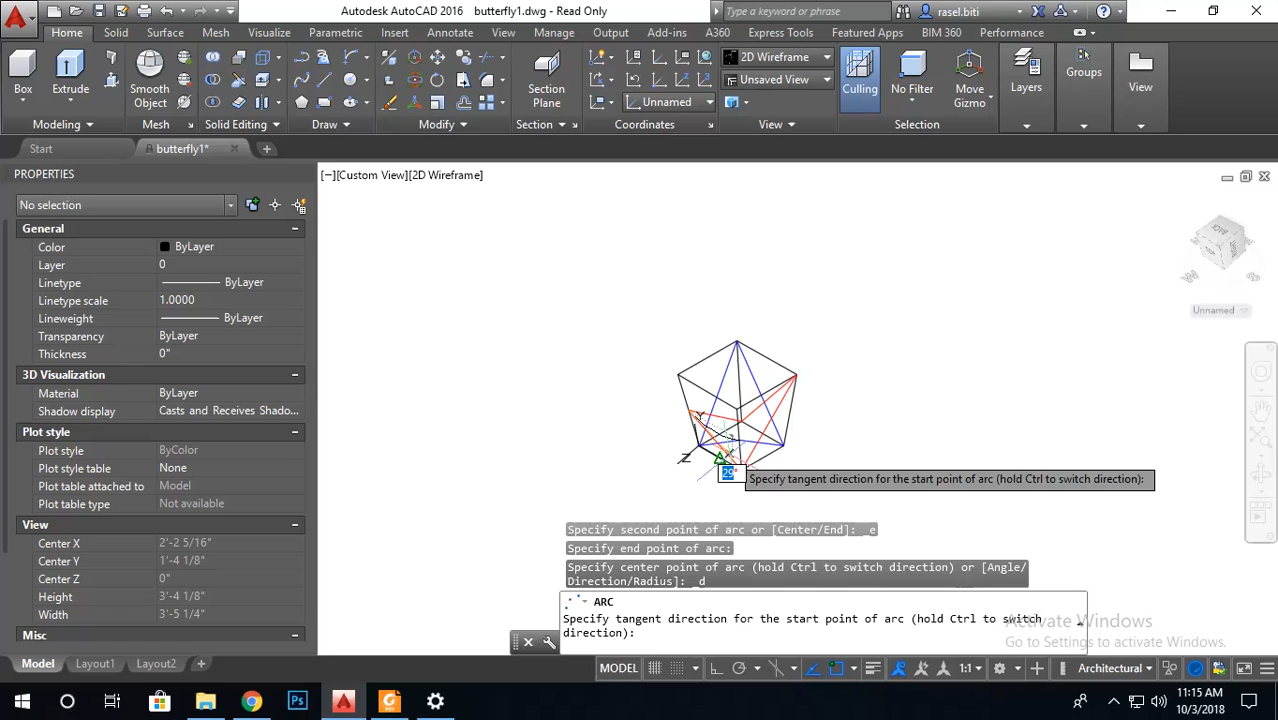 Autodesk AutoCAD 2016 butterfly1.dwg - Read Only
Type a keyword or phrase
rasel.biti
Home Solid Surface Mesh Visualize Parametric Insert Annotate View Manage Output Add-ins A360 Express Tools Featured Apps BIM 360 Performance
Box
Extrude
Smooth
Object
Section
Plane
2D Wireframe
Unsaved View
Unnamed
Culling
No Filter
Move
Gizmo
Layers
Groups
View
Modeling Mesh Solid Editing Draw Modify Section Coordinates View Selection
Start
butterfly1*
PROPERTIES
[−][Custom View][2D Wireframe]
No selection
General
Color ByLayer
Layer 0
Linetype ByLayer
Linetype scale 1.0000
Lineweight ByLayer
Transparency ByLayer
Thickness 0"
3D Visualization
Material ByLayer
Shadow display Casts and Receives Shado...
Plot style
Plot style ByColor
Plot style table None
Plot table attached to Model
Plot table type Not available
View
Center X 2'-2 5/16"
Center Y 1'-4 1/8"
Center Z 0"
Height 3'-4 1/8"
Width 3'-5 1/4"
Misc
Unnamed
Y
Z
29°
Specify tangent direction for the start point of arc (hold Ctrl to switch direction):
Specify second point of arc or [Center/End]: _e
Specify end point of arc:
Specify center point of arc (hold Ctrl to switch direction) or [Angle/
Direction/Radius]: _d
ARC
Specify tangent direction for the start point of arc (hold Ctrl to switch
direction):
Activate Windows
Go to Settings to activate Windows.
Model Layout1 Layout2
MODEL
1:1
Architectural
Ps
11:15 AM
10/3/2018